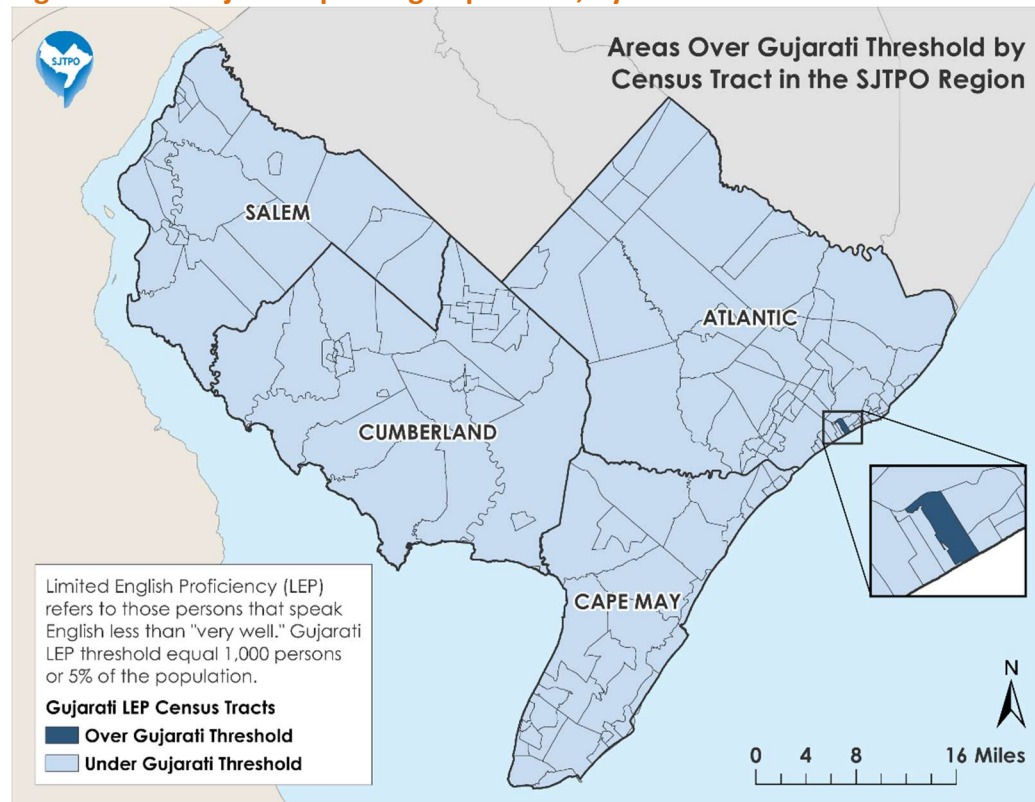 SJTPO
Areas Over Gujarati Threshold by
Census Tract in the SJTPO Region
SALEM
ATLANTIC
CUMBERLAND
CAPE MAY
Limited English Proficiency (LEP)
refers to those persons that speak
English less than "very well." Gujarati
LEP threshold equal 1,000 persons
or 5% of the population.
Gujarati LEP Census Tracts
Over Gujarati Threshold
Under Gujarati Threshold
N
0 4 8 16 Miles